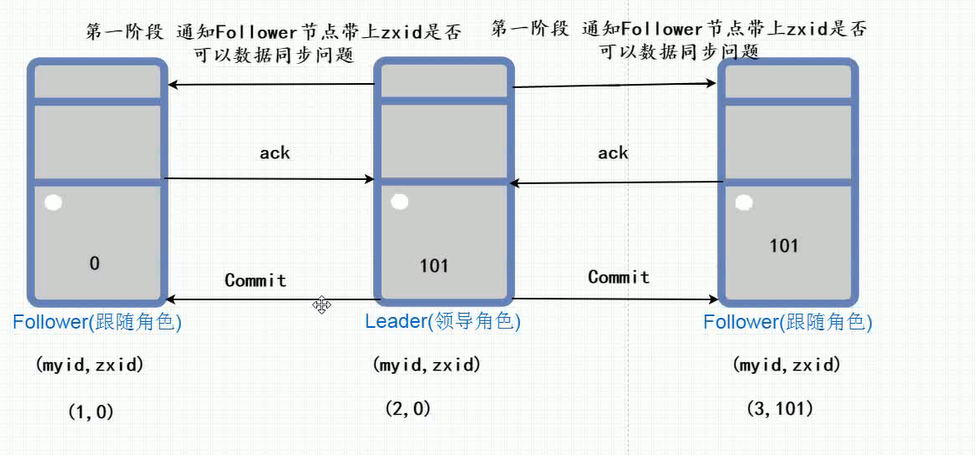 第一阶段 通知Follower节点带上zxid是否
可以数据同步问题
第一阶段 通知Follower节点带上zxid是否
可以数据同步问题
ack
ack
0
101
101
Commit
Commit
Follower(跟随角色)
Leader(领导角色)
Follower(跟随角色)
(myid,zxid)
(myid,zxid)
(myid,zxid)
(1,0)
(2,0)
(3,101)